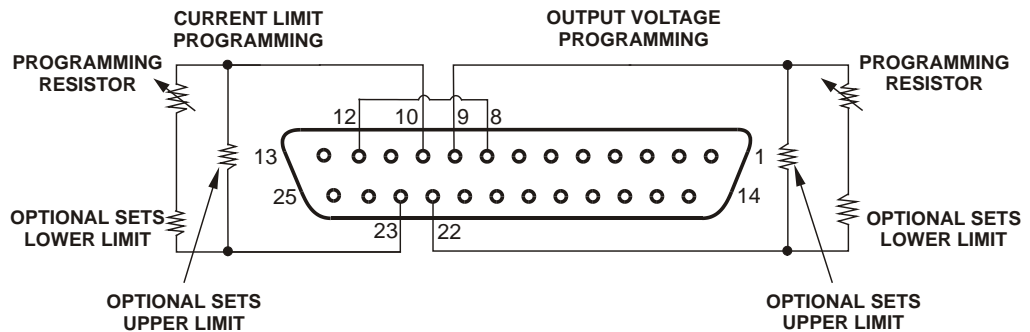 CURRENT LIMIT
PROGRAMMING
OUTPUT VOLTAGE
PROGRAMMING
PROGRAMMING
RESISTOR
PROGRAMMING
RESISTOR
12
10
9
8
13
1
25
14
23
22
OPTIONAL SETS
LOWER LIMIT
OPTIONAL SETS
LOWER LIMIT
OPTIONAL SETS
UPPER LIMIT
OPTIONAL SETS
UPPER LIMIT